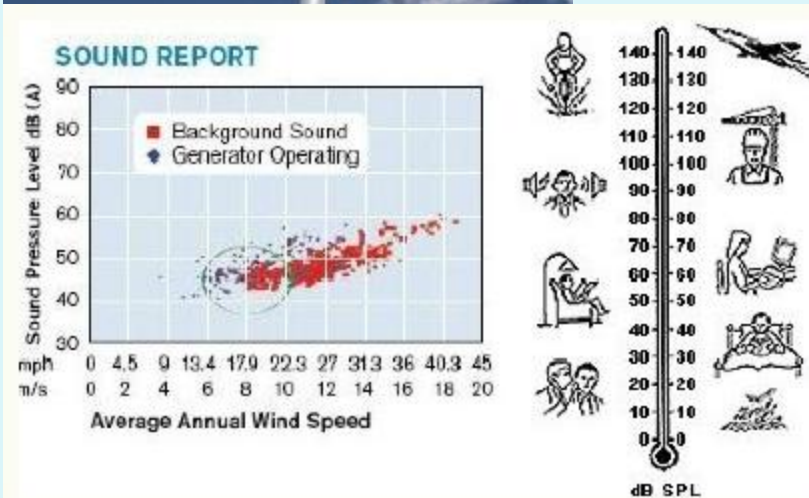 SOUND REPORT
Sound Pressure Level dB (A)
90
80
70
60
50
40
30
Background Sound
Generator Operating
mph 0 4.5 9 13.4 17.9 22.3 27 31.3 36 40.3 45
m/s 0 2 4 6 8 10 12 14 16 18 20
Average Annual Wind Speed
140 140
130 130
120 120
110 110
100 100
90 90
80 80
70 70
60 60
50 50
40 40
30 30
20 20
10 10
0 0
dB SPL